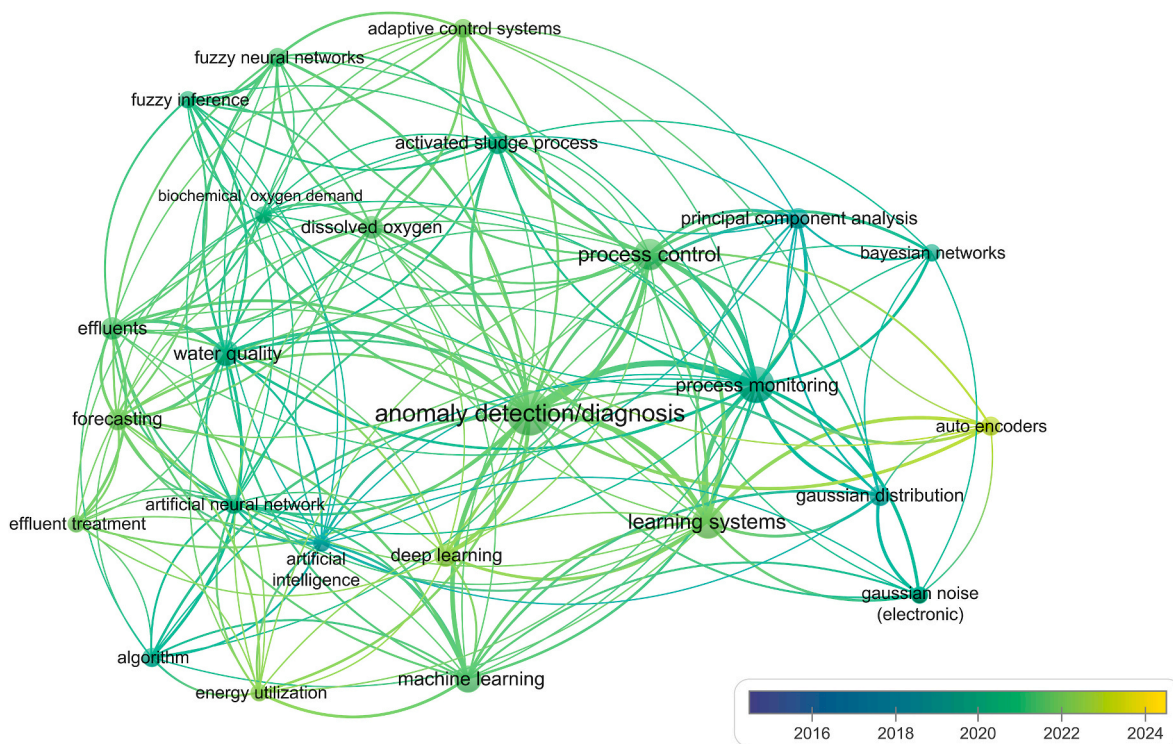 adaptive control systems
fuzzy neural networks
fuzzy inference
activated sludge process
biochemical oxygen demand
dissolved oxygen
principal component analysis
process control
bayesian networks
effluents
water quality
process monitoring
anomaly detection/diagnosis
forecasting
auto encoders
gaussian distribution
artificial neural network
effluent treatment
learning systems
deep learning
artificial
intelligence
gaussian noise
(electronic)
algorithm
machine learning
energy utilization
2016 2018 2020 2022 2024